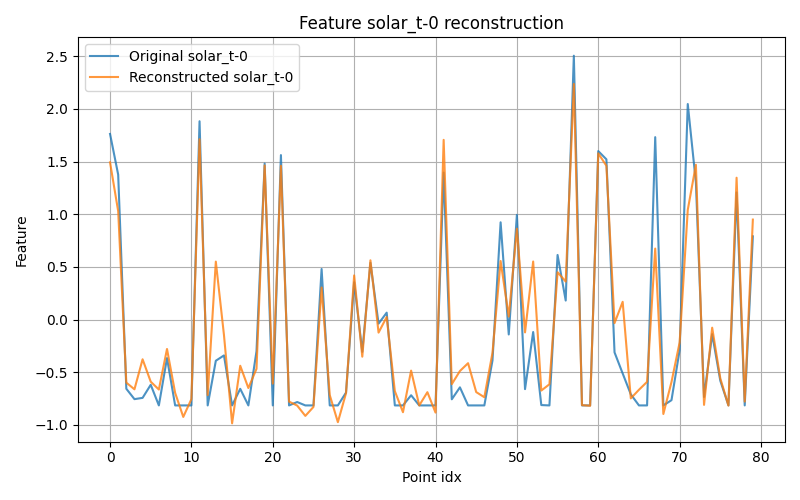 Feature solar_t-0 reconstruction
Original solar_t-0
Reconstructed solar_t-0
Feature
2.5
2.0
1.5
1.0
0.5
0.0
−0.5
−1.0
0 10 20 30 40 50 60 70 80
Point idx